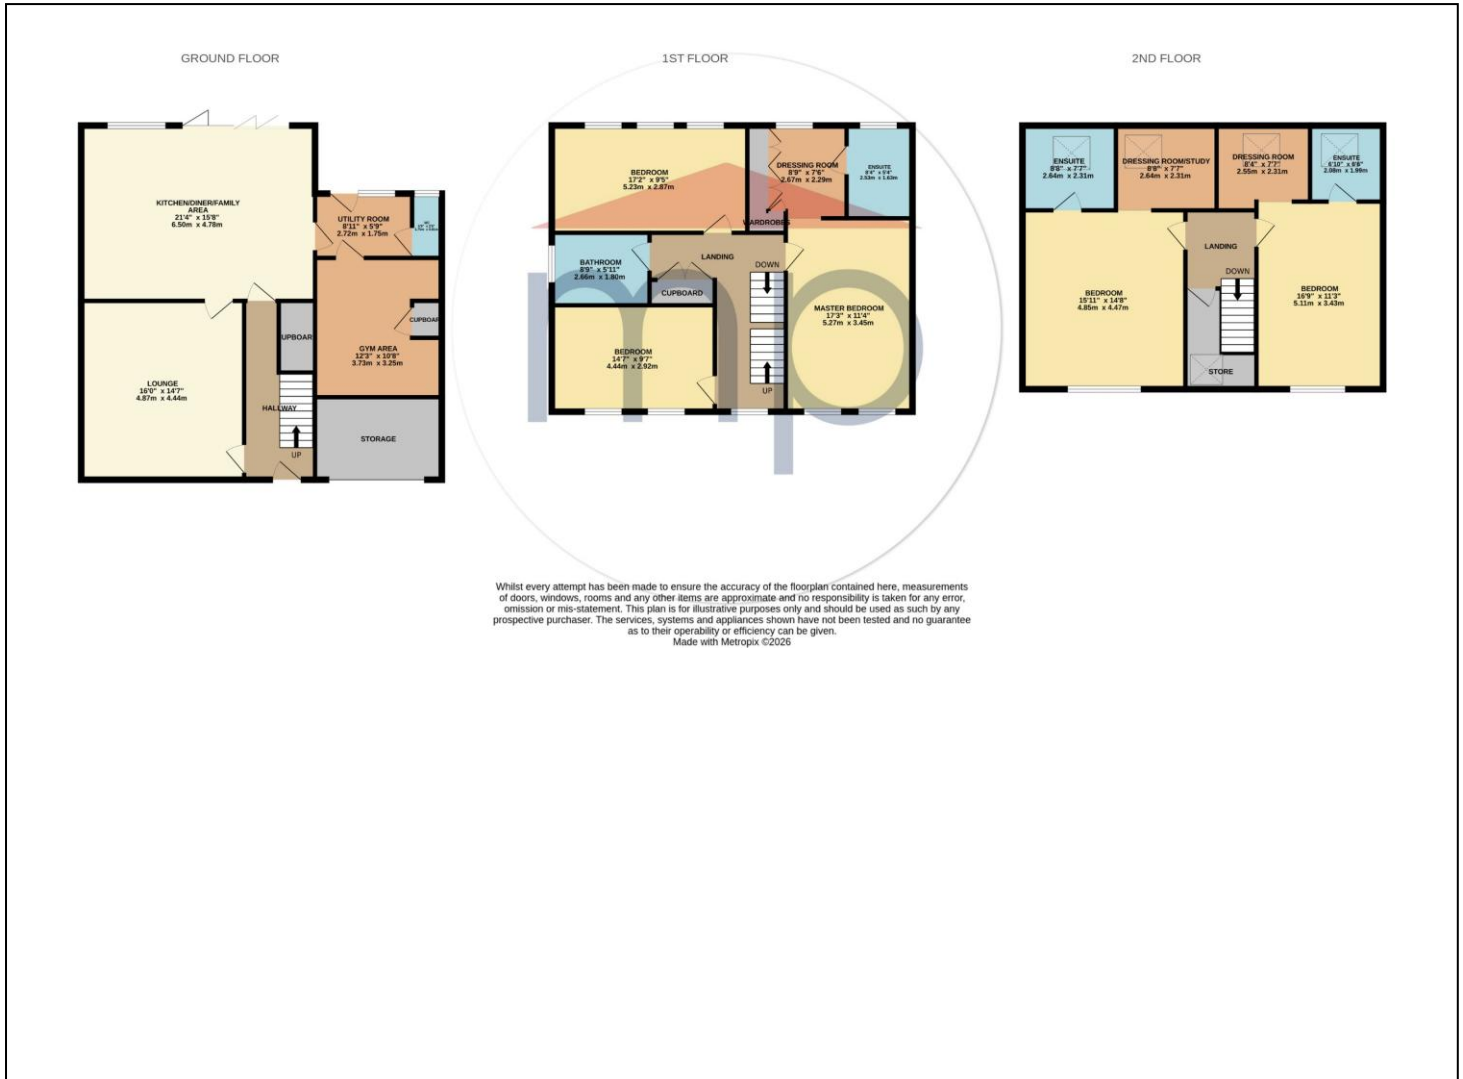 GROUND FLOOR
KITCHEN/DINER/FAMILY
AREA
21'4" x 15'8"
6.50m x 4.78m
UTILITY ROOM
8'11" x 5'9"
2.72m x 1.75m
CUPBOAR
UPBOAR
GYM AREA
12'3" x 10'8"
3.73m x 3.25m
LOUNGE
16'0" x 14'7"
4.87m x 4.44m
HALLWAY
UP
STORAGE
1ST FLOOR
BEDROOM
17'2" x 9'5"
5.23m x 2.87m
DRESSING ROOM
8'9" x 7'6"
2.67m x 2.29m
ENSUITE
8'4" x 5'4"
2.53m x 1.63m
WARDROBES
BATHROOM
8'9" x 5'11"
2.66m x 1.80m
LANDING
DOWN
CUPBOARD
MASTER BEDROOM
17'3" x 11'4"
5.27m x 3.45m
BEDROOM
14'7" x 9'7"
4.44m x 2.92m
UP
2ND FLOOR
ENSUITE
8'8" x 7'7"
2.64m x 2.31m
DRESSING ROOM/STUDY
8'9" x 7'7"
2.64m x 2.31m
DRESSING ROOM
8'4" x 7'7"
2.55m x 2.31m
ENSUITE
6'10" x 6'6"
2.08m x 1.99m
LANDING
DOWN
BEDROOM
15'11" x 14'8"
4.85m x 4.47m
BEDROOM
16'9" x 11'3"
5.11m x 3.43m
STORE
Whilst every attempt has been made to ensure the accuracy of the floorplan contained here, measurements
of doors, windows, rooms and any other items are approximate and no responsibility is taken for any error,
omission or mis-statement. This plan is for illustrative purposes only and should be used as such by any
prospective purchaser. The services, systems and appliances shown have not been tested and no guarantee
as to their operability or efficiency can be given.
Made with Metropix ©2026